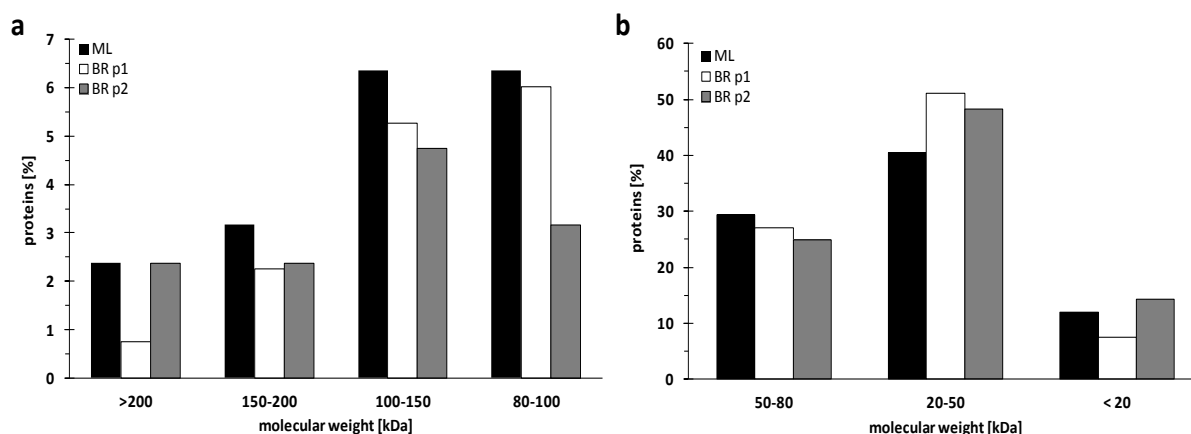 a
7
6
5
4
3
2
1
0
proteins [%]
ML
BR p1
BR p2
>200 150-200 100-150 80-100
molecular weight [kDa]
b
60
50
40
30
20
10
0
proteins [%]
ML
BR p1
BR p2
50-80 20-50 < 20
molecular weight [kDa]